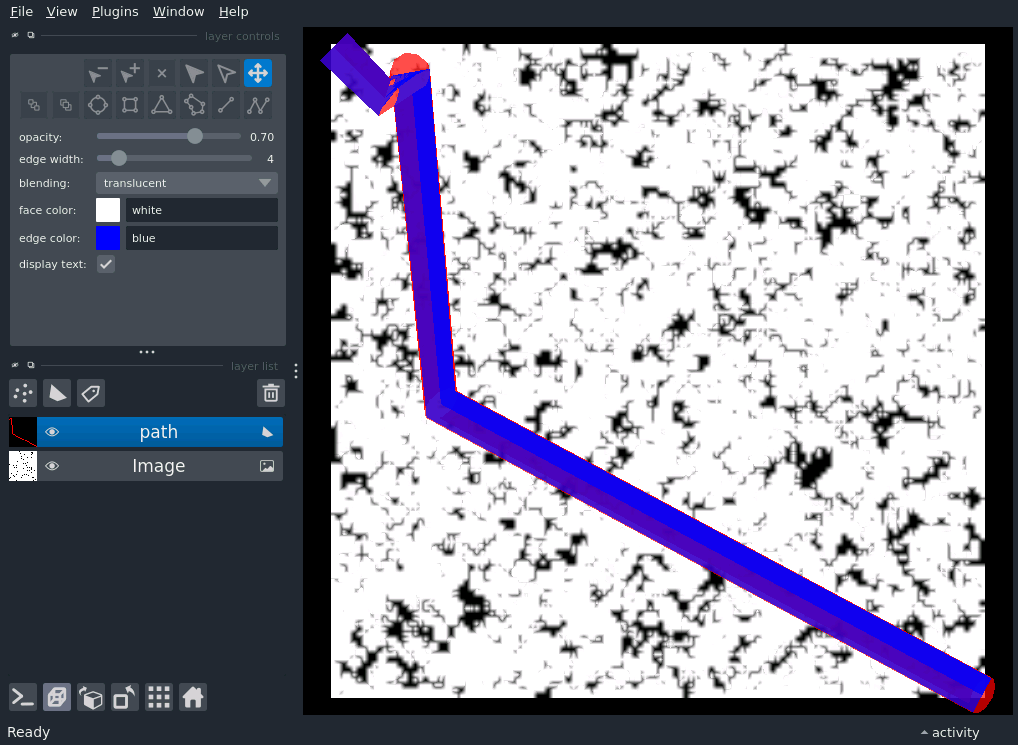 File View Plugins Window Help
layer controls
opacity: 0.70
edge width: 4
blending: translucent
face color: white
edge color: blue
display text:
layer list
path
Image
Ready activity